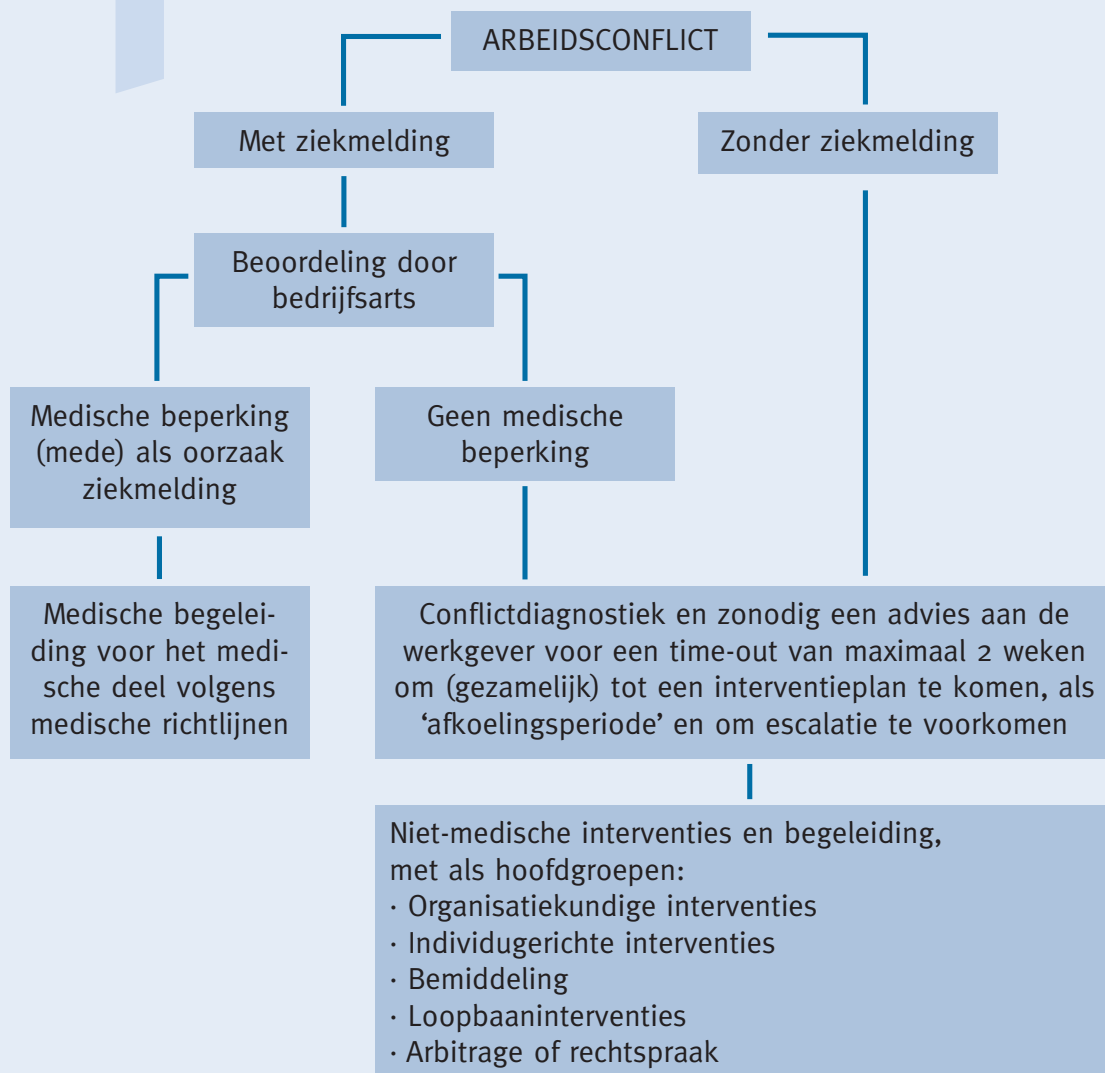 ARBEIDSCONFLICT
Met ziekmelding
Zonder ziekmelding
Beoordeling door
bedrijfsarts
Medische beperking
(mede) als oorzaak
ziekmelding
Geen medische
beperking
Medische begelei-
ding voor het medi-
sche deel volgens
medische richtlijnen
Conflictdiagnostiek en zonodig een advies aan de
werkgever voor een time-out van maximaal 2 weken
om (gezamelijk) tot een interventieplan te komen, als
‘afkoelingsperiode’ en om escalatie te voorkomen
Niet-medische interventies en begeleiding,
met als hoofdgroepen:
· Organisatiekundige interventies
· Individugerichte interventies
· Bemiddeling
· Loopbaaninterventies
· Arbitrage of rechtspraak